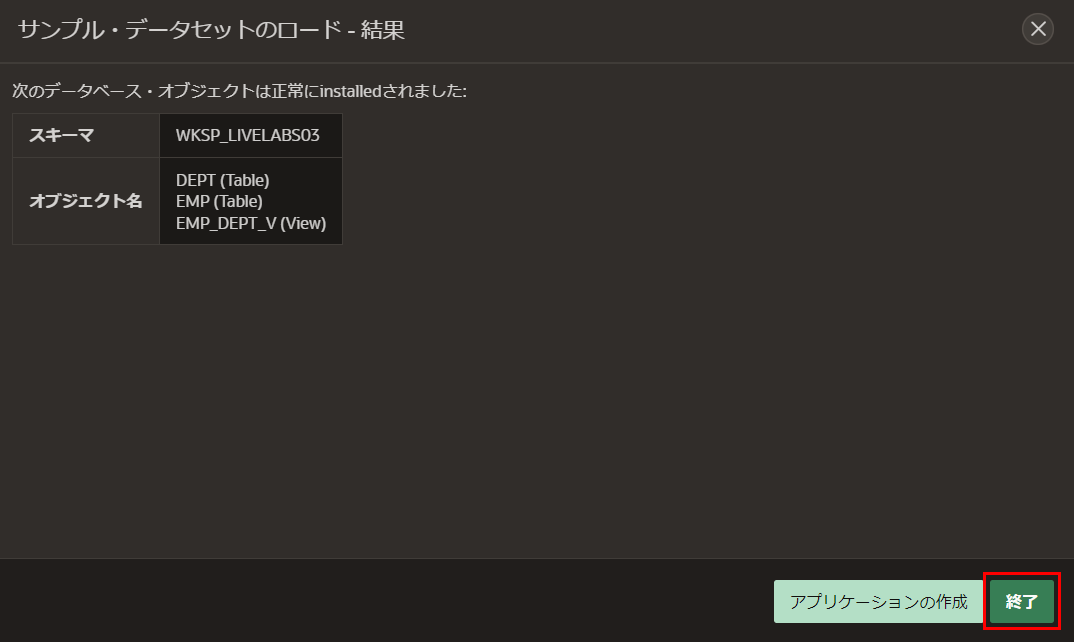 サンプル・データセットのロード - 結果
次のデータベース・オブジェクトは正常にinstalledされました:
スキーマ WKSP_LIVELABS03
オブジェクト名
DEPT (Table)
EMP (Table)
EMP_DEPT_V (View)
アプリケーションの作成 終了